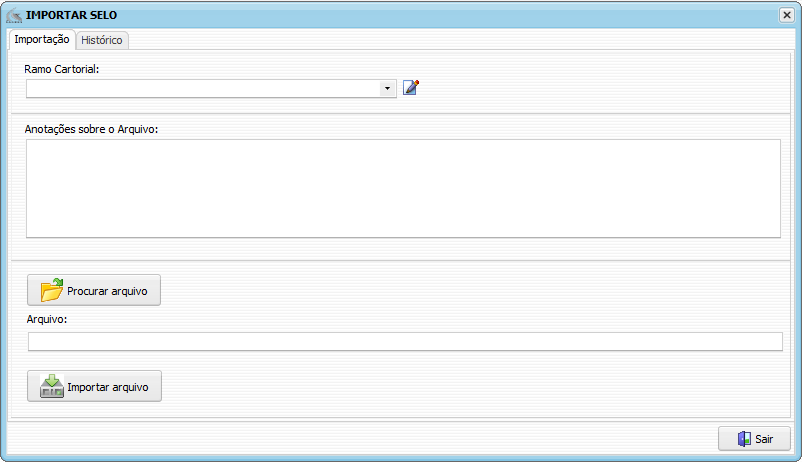 IMPORTAR SELO
Importação
Histórico
Ramo Cartorial:
Anotações sobre o Arquivo:
Procurar arquivo
Arquivo:
Importar arquivo
Sair